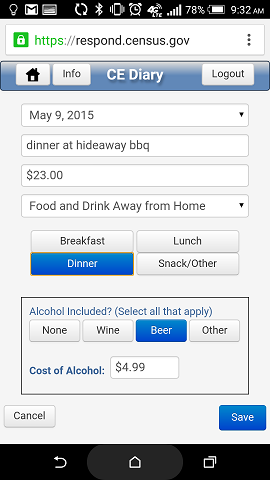 4G LTE 78% 9:32 AM
https://respond.census.gov
Info CE Diary Logout
May 9, 2015
dinner at hideaway bbq
$23.00
Food and Drink Away from Home
Breakfast Lunch
Dinner Snack/Other
Alcohol Included? (Select all that apply)
None Wine Beer Other
Cost of Alcohol: $4.99
Cancel Save